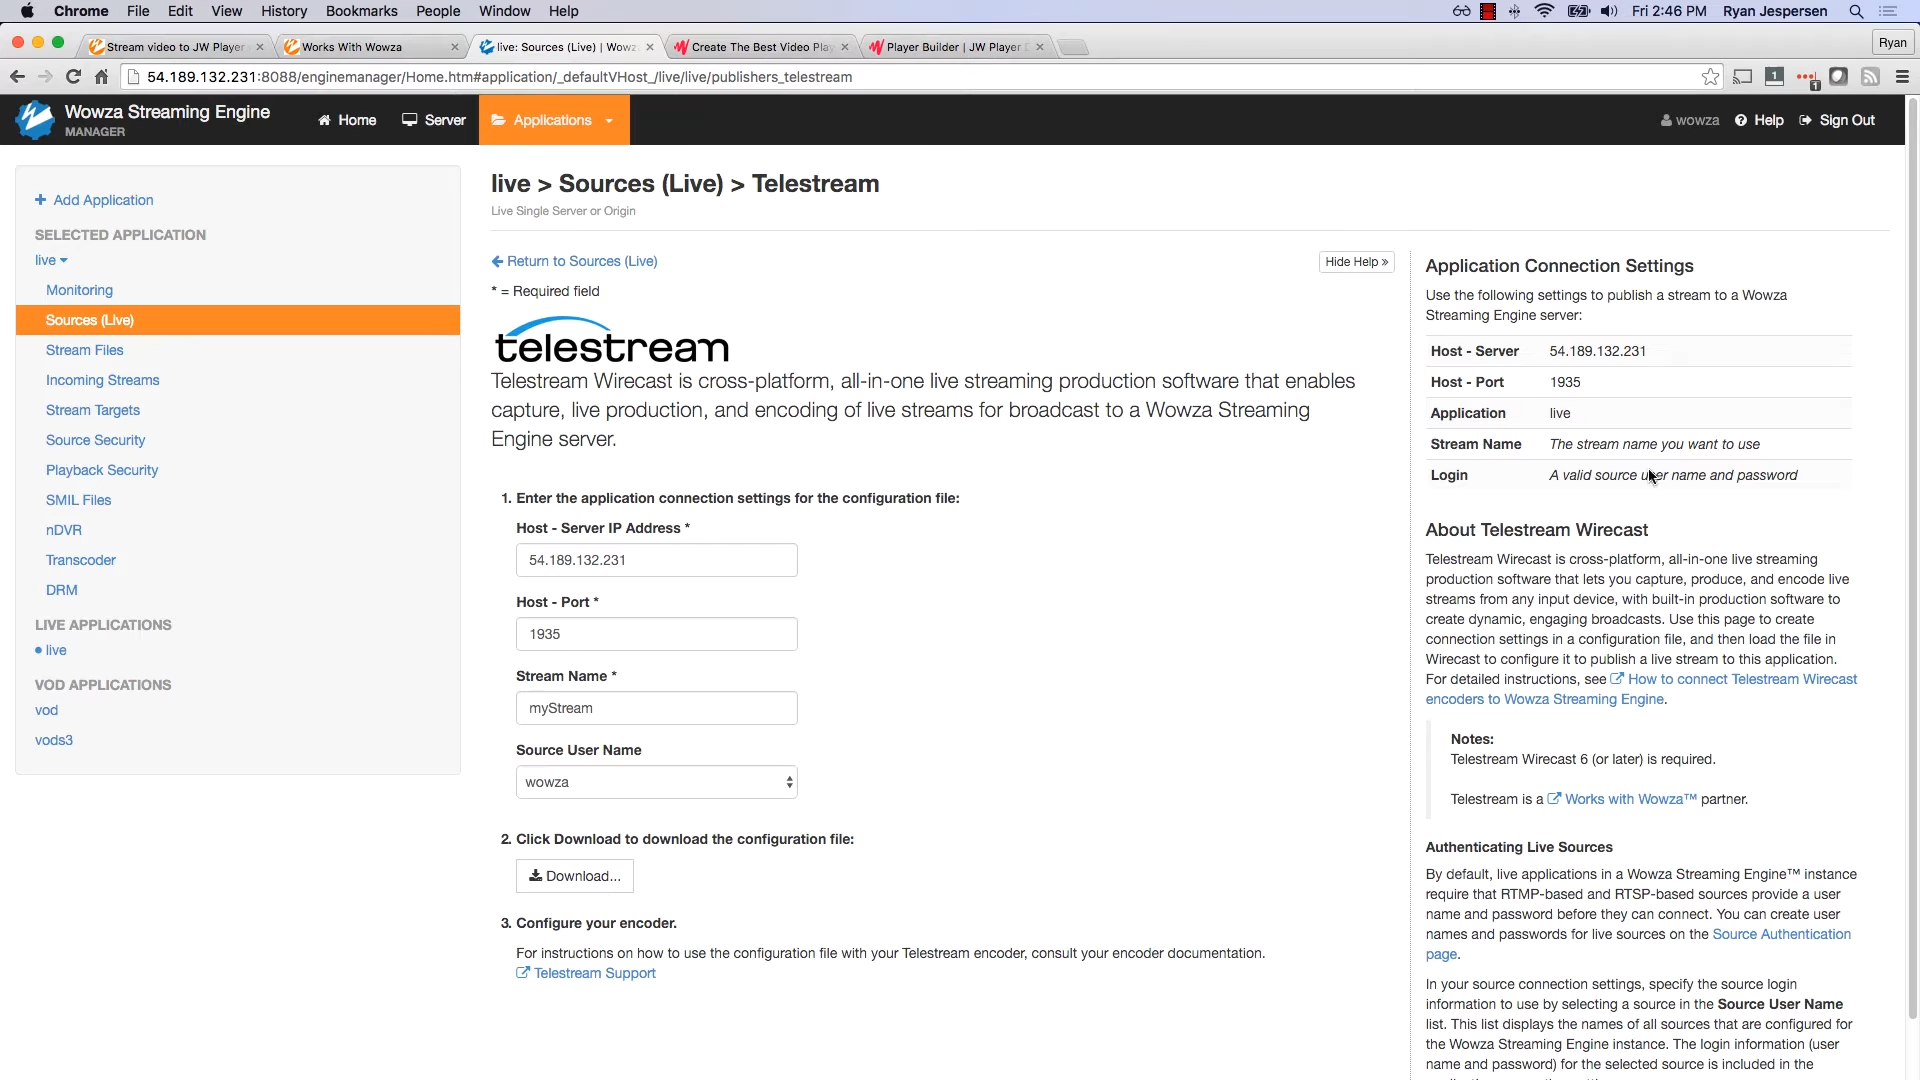 Chrome File Edit View History Bookmarks People Window Help Fri 2:46 PM Ryan Jespersen
Stream video to JW Player Works With Wowza live: Sources (Live) | Wowz Create The Best Video Play Player Builder | JW Player Ryan
54.189.132.231:8088/enginemanager/Home.htm#application/_defaultVHost_/live/live/publishers_telestream
Wowza Streaming Engine
MANAGER
Home Server Applications wowza Help Sign Out
Add Application
SELECTED APPLICATION
live
Monitoring
Sources (Live)
Stream Files
Incoming Streams
Stream Targets
Source Security
Playback Security
SMIL Files
nDVR
Transcoder
DRM
LIVE APPLICATIONS
live
VOD APPLICATIONS
vod
vods3
live > Sources (Live) > Telestream
Live Single Server or Origin
Return to Sources (Live)
Hide Help »
* = Required field
telestream
Telestream Wirecast is cross-platform, all-in-one live streaming production software that enables
capture, live production, and encoding of live streams for broadcast to a Wowza Streaming
Engine server.
1. Enter the application connection settings for the configuration file:
Host - Server IP Address *
54.189.132.231
Host - Port *
1935
Stream Name *
myStream
Source User Name
wowza
2. Click Download to download the configuration file:
Download...
3. Configure your encoder.
For instructions on how to use the configuration file with your Telestream encoder, consult your encoder documentation.
Telestream Support
Application Connection Settings
Use the following settings to publish a stream to a Wowza
Streaming Engine server:
Host - Server 54.189.132.231
Host - Port 1935
Application live
Stream Name The stream name you want to use
Login A valid source user name and password
About Telestream Wirecast
Telestream Wirecast is cross-platform, all-in-one live streaming
production software that lets you capture, produce, and encode live
streams from any input device, with built-in production software to
create dynamic, engaging broadcasts. Use this page to create
connection settings in a configuration file, and then load the file in
Wirecast to configure it to publish a live stream to this application.
For detailed instructions, see How to connect Telestream Wirecast
encoders to Wowza Streaming Engine.
Notes:
Telestream Wirecast 6 (or later) is required.
Telestream is a Works with Wowza™ partner.
Authenticating Live Sources
By default, live applications in a Wowza Streaming Engine™ instance
require that RTMP-based and RTSP-based sources provide a user
name and password before they can connect. You can create user
names and passwords for live sources on the Source Authentication
page.
In your source connection settings, specify the source login
information to use by selecting a source in the Source User Name
list. This list displays the names of all sources that are configured for
the Wowza Streaming Engine instance. The login information (user
name and password) for the selected source is included in the